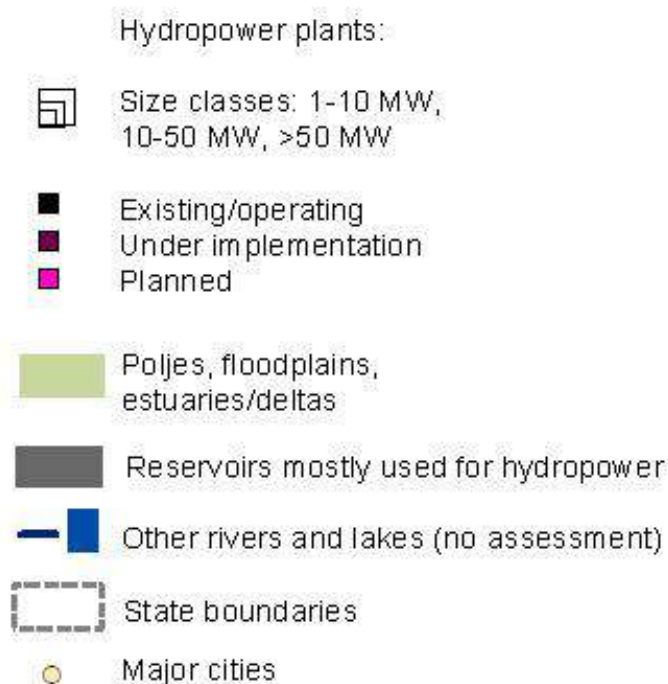 Hydropower plants:
Size classes: 1-10 MW,
10-50 MW, >50 MW
Existing/operating
Under implementation
Planned
Poljes, floodplains,
estuaries/deltas
Reservoirs mostly used for hydropower
Other rivers and lakes (no assessment)
State boundaries
Major cities